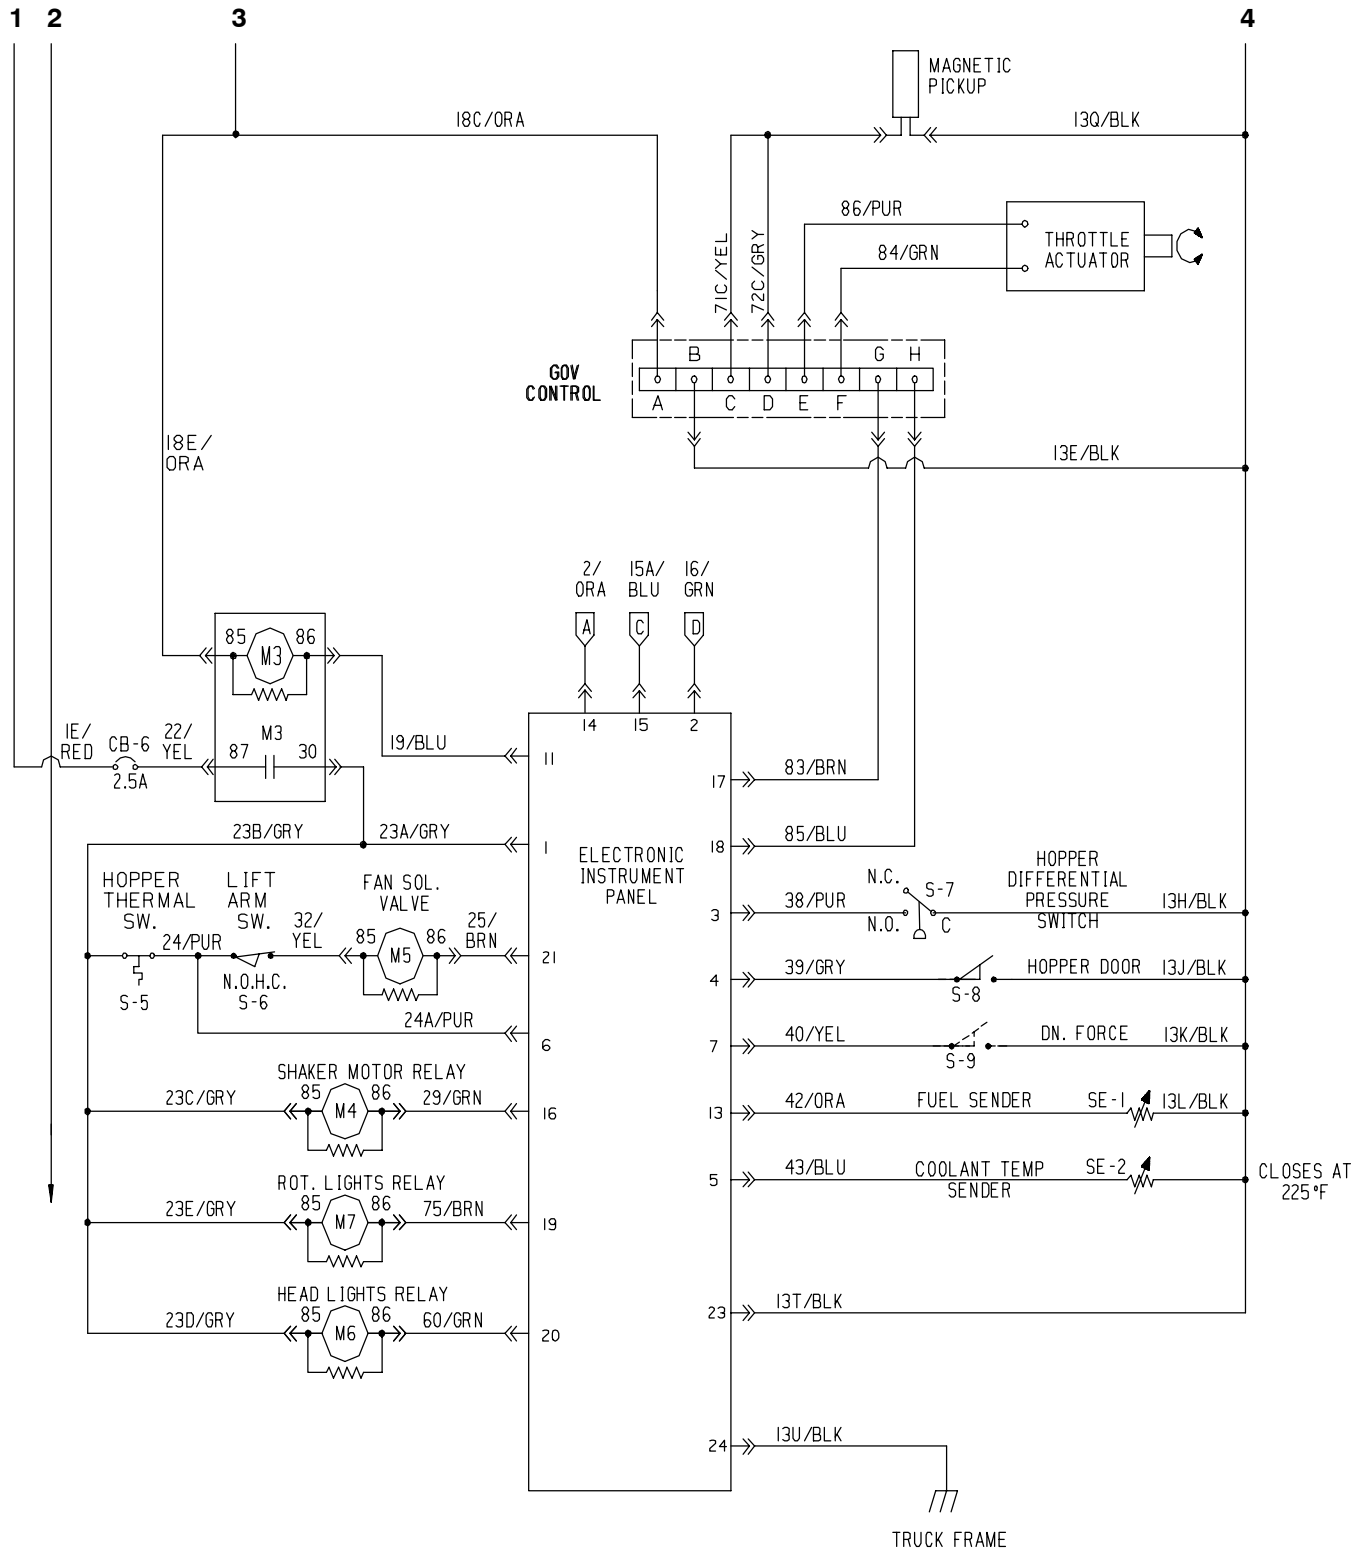 1 2 3 4
MAGNETIC
PICKUP
18C/ORA
13Q/BLK
86/PUR
84/GRN
THROTTLE
ACTUATOR
71C/YEL
72C/GRY
B G H
GOV
CONTROL
A C D E F
18E/
ORA
13E/BLK
2/
ORA
15A/
BLU
16/
GRN
A C D
85 M3 86
14 15 2
1E/
RED
CB-6
2.5A
22/
YEL
M3
87 30
19/BLU
11
17
83/BRN
23B/GRY
23A/GRY
1
18
85/BLU
ELECTRONIC
INSTRUMENT
PANEL
HOPPER
THERMAL
SW.
LIFT
ARM
SW.
FAN SOL.
VALVE
24/PUR
32/
YEL
85 M5 86
25/
BRN
21
S-5
N.O.H.C.
S-6
24A/PUR
6
3
38/PUR
N.C.
N.O.
S-7
C
HOPPER
DIFFERENTIAL
PRESSURE
SWITCH
13H/BLK
4
39/GRY
S-8
HOPPER DOOR
13J/BLK
7
40/YEL
S-9
DN. FORCE
13K/BLK
SHAKER MOTOR RELAY
23C/GRY
85 M4 86
29/GRN
16
13
42/ORA
FUEL SENDER
SE-1
13L/BLK
5
43/BLU
COOLANT TEMP
SENDER
SE-2
CLOSES AT
225°F
ROT. LIGHTS RELAY
23E/GRY
85 M7 86
75/BRN
19
HEAD LIGHTS RELAY
23D/GRY
85 M6 86
60/GRN
20
23
13T/BLK
24
13U/BLK
TRUCK FRAME